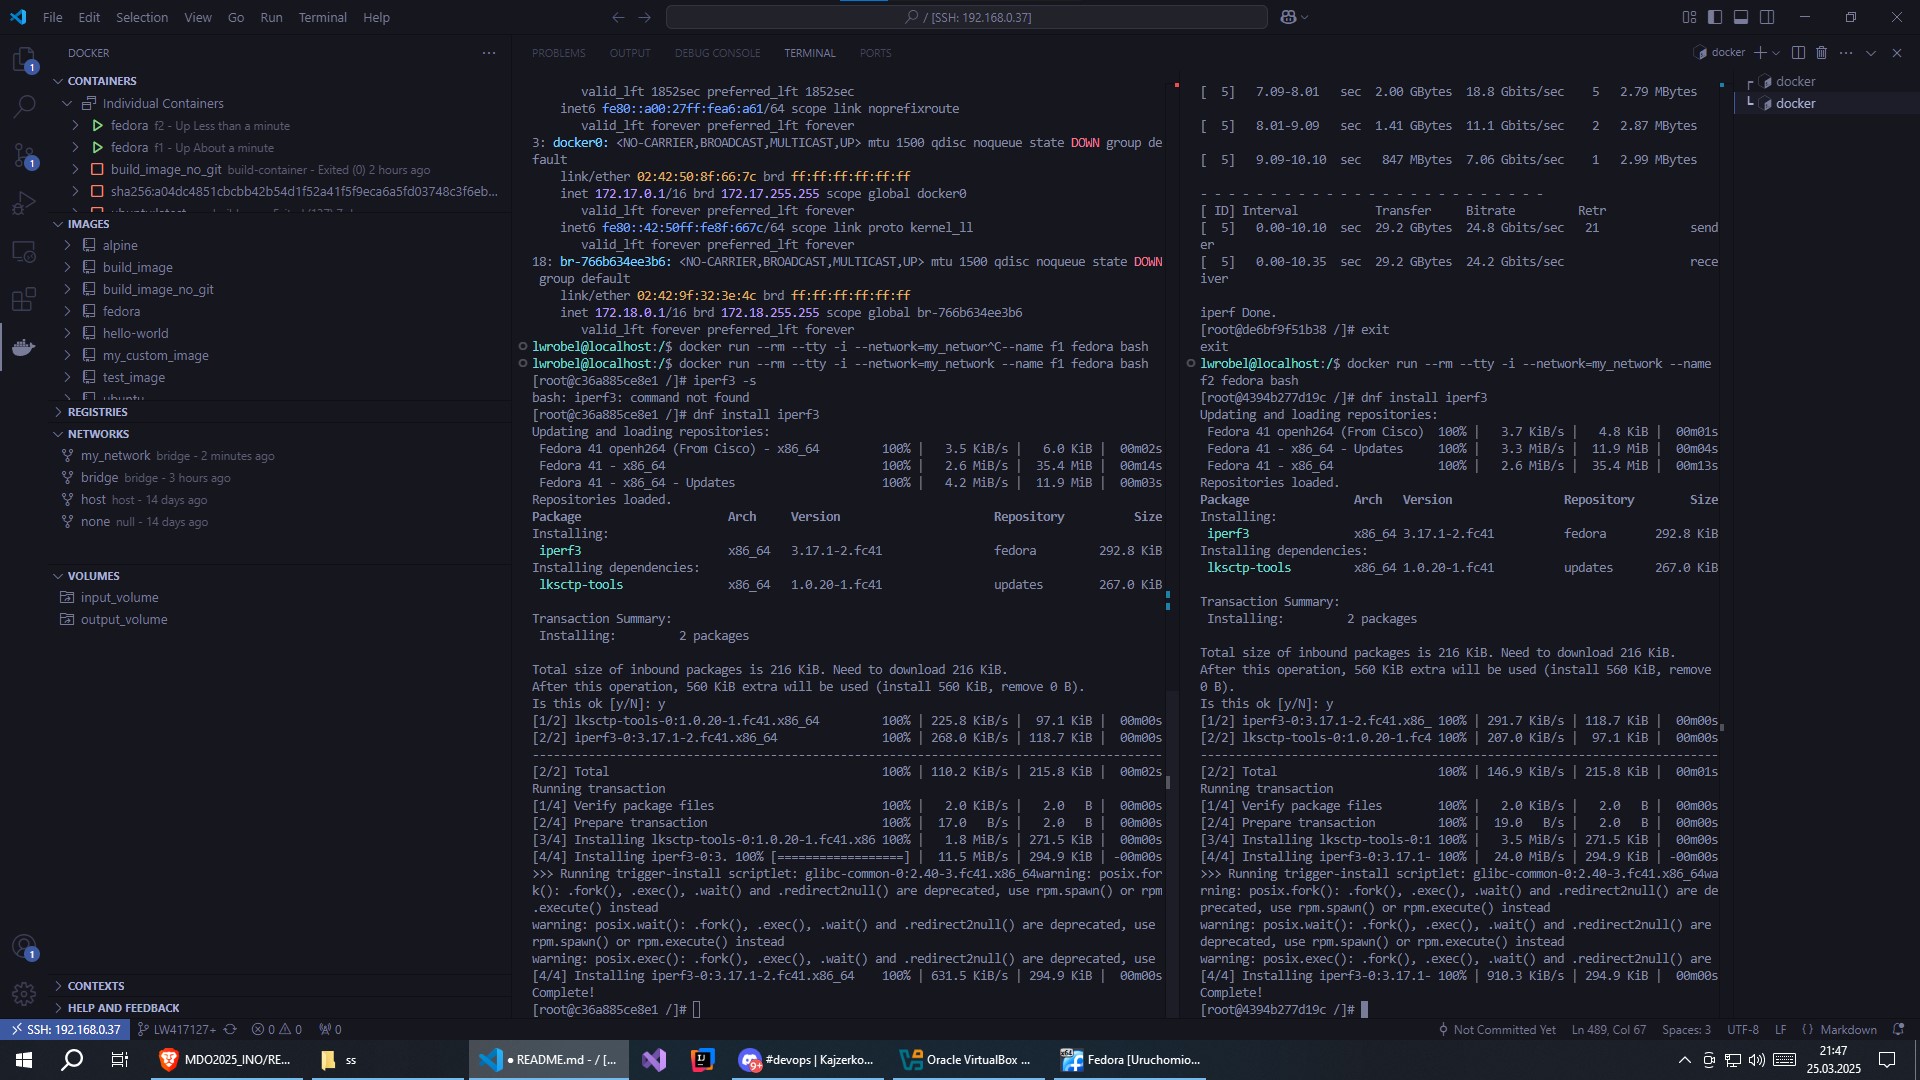 File Edit Selection View Go Run Terminal Help
/ [SSH: 192.168.0.37]
DOCKER
CONTAINERS
Individual Containers
fedora f2 - Up Less than a minute
fedora f1 - Up About a minute
build_image_no_git build-container - Exited (0) 2 hours ago
sha256:a04dc4851cbcbb42b54d1f52a41f5f9eca6a5fd03748c3f6eb...
IMAGES
alpine
build_image
build_image_no_git
fedora
hello-world
my_custom_image
test_image
ubuntu
REGISTRIES
NETWORKS
my_network bridge - 2 minutes ago
bridge bridge - 3 hours ago
host host - 14 days ago
none null - 14 days ago
VOLUMES
input_volume
output_volume
CONTEXTS
HELP AND FEEDBACK
PROBLEMS OUTPUT DEBUG CONSOLE TERMINAL PORTS
docker
valid_lft 1852sec preferred_lft 1852sec
inet6 fe80::a00:27ff:fea6:a61/64 scope link noprefixroute
valid_lft forever preferred_lft forever
3: docker0: <NO-CARRIER,BROADCAST,MULTICAST,UP> mtu 1500 qdisc noqueue state DOWN group de
fault
link/ether 02:42:50:8f:66:7c brd ff:ff:ff:ff:ff:ff
inet 172.17.0.1/16 brd 172.17.255.255 scope global docker0
valid_lft forever preferred_lft forever
inet6 fe80::42:50ff:fe8f:667c/64 scope link proto kernel_ll
valid_lft forever preferred_lft forever
18: br-766b634ee3b6: <NO-CARRIER,BROADCAST,MULTICAST,UP> mtu 1500 qdisc noqueue state DOWN
group default
link/ether 02:42:9f:32:3e:4c brd ff:ff:ff:ff:ff:ff
inet 172.18.0.1/16 brd 172.18.255.255 scope global br-766b634ee3b6
valid_lft forever preferred_lft forever
lwrobel@localhost:/$ docker run --rm --tty -i --network=my_networ^C--name f1 fedora bash
lwrobel@localhost:/$ docker run --rm --tty -i --network=my_network --name f1 fedora bash
[root@c36a885ce8e1 /]# iperf3 -s
bash: iperf3: command not found
[root@c36a885ce8e1 /]# dnf install iperf3
Updating and loading repositories:
Fedora 41 openh264 (From Cisco) - x86_64 100% | 3.5 KiB/s | 6.0 KiB | 00m02s
Fedora 41 - x86_64 100% | 2.6 MiB/s | 35.4 MiB | 00m14s
Fedora 41 - x86_64 - Updates 100% | 4.2 MiB/s | 11.9 MiB | 00m03s
Repositories loaded.
Package Arch Version Repository Size
Installing:
iperf3 x86_64 3.17.1-2.fc41 fedora 292.8 KiB
Installing dependencies:
lksctp-tools x86_64 1.0.20-1.fc41 updates 267.0 KiB
Transaction Summary:
Installing: 2 packages
Total size of inbound packages is 216 KiB. Need to download 216 KiB.
After this operation, 560 KiB extra will be used (install 560 KiB, remove 0 B).
Is this ok [y/N]: y
[1/2] lksctp-tools-0:1.0.20-1.fc41.x86_64 100% | 225.8 KiB/s | 97.1 KiB | 00m00s
[2/2] iperf3-0:3.17.1-2.fc41.x86_64 100% | 268.0 KiB/s | 118.7 KiB | 00m00s
------------------------------------------------------------------------------------------
[2/2] Total 100% | 110.2 KiB/s | 215.8 KiB | 00m02s
Running transaction
[1/4] Verify package files 100% | 2.0 KiB/s | 2.0 B | 00m00s
[2/4] Prepare transaction 100% | 17.0 B/s | 2.0 B | 00m00s
[3/4] Installing lksctp-tools-0:1.0.20-1.fc41.x86 100% | 1.8 MiB/s | 271.5 KiB | 00m00s
[4/4] Installing iperf3-0:3. 100% [==================] | 11.5 MiB/s | 294.9 KiB | -00m00s
>>> Running trigger-install scriptlet: glibc-common-0:2.40-3.fc41.x86_64warning: posix.for
k(): .fork(), .exec(), .wait() and .redirect2null() are deprecated, use rpm.spawn() or rpm
.execute() instead
warning: posix.wait(): .fork(), .exec(), .wait() and .redirect2null() are deprecated, use
rpm.spawn() or rpm.execute() instead
warning: posix.exec(): .fork(), .exec(), .wait() and .redirect2null() are deprecated, use
[4/4] Installing iperf3-0:3.17.1-2.fc41.x86_64 100% | 631.5 KiB/s | 294.9 KiB | 00m00s
Complete!
[root@c36a885ce8e1 /]#
[ 5] 7.09-8.01 sec 2.00 GBytes 18.8 Gbits/sec 5 2.79 MBytes
[ 5] 8.01-9.09 sec 1.41 GBytes 11.1 Gbits/sec 2 2.87 MBytes
[ 5] 9.09-10.10 sec 847 MBytes 7.06 Gbits/sec 1 2.99 MBytes
- - - - - - - - - - - - - - - - - - - - - - - - -
[ ID] Interval Transfer Bitrate Retr
[ 5] 0.00-10.10 sec 29.2 GBytes 24.8 Gbits/sec 21 send
er
[ 5] 0.00-10.35 sec 29.2 GBytes 24.2 Gbits/sec rece
iver
iperf Done.
[root@de6bf9f51b38 /]# exit
exit
lwrobel@localhost:/$ docker run --rm --tty -i --network=my_network --name
f2 fedora bash
[root@4394b277d19c /]# dnf install iperf3
Updating and loading repositories:
Fedora 41 openh264 (From Cisco) 100% | 3.7 KiB/s | 4.8 KiB | 00m01s
Fedora 41 - x86_64 - Updates 100% | 3.3 MiB/s | 11.9 MiB | 00m04s
Fedora 41 - x86_64 100% | 2.6 MiB/s | 35.4 MiB | 00m13s
Repositories loaded.
Package Arch Version Repository Size
Installing:
iperf3 x86_64 3.17.1-2.fc41 fedora 292.8 KiB
Installing dependencies:
lksctp-tools x86_64 1.0.20-1.fc41 updates 267.0 KiB
Transaction Summary:
Installing: 2 packages
Total size of inbound packages is 216 KiB. Need to download 216 KiB.
After this operation, 560 KiB extra will be used (install 560 KiB, remove
0 B).
Is this ok [y/N]: y
[1/2] iperf3-0:3.17.1-2.fc41.x86_ 100% | 291.7 KiB/s | 118.7 KiB | 00m00s
[2/2] lksctp-tools-0:1.0.20-1.fc4 100% | 207.0 KiB/s | 97.1 KiB | 00m00s
--------------------------------------------------------------------------
[2/2] Total 100% | 146.9 KiB/s | 215.8 KiB | 00m01s
Running transaction
[1/4] Verify package files 100% | 2.0 KiB/s | 2.0 B | 00m00s
[2/4] Prepare transaction 100% | 19.0 B/s | 2.0 B | 00m00s
[3/4] Installing lksctp-tools-0:1 100% | 3.5 MiB/s | 271.5 KiB | 00m00s
[4/4] Installing iperf3-0:3.17.1- 100% | 24.0 MiB/s | 294.9 KiB | -00m00s
>>> Running trigger-install scriptlet: glibc-common-0:2.40-3.fc41.x86_64wa
rning: posix.fork(): .fork(), .exec(), .wait() and .redirect2null() are de
precated, use rpm.spawn() or rpm.execute() instead
warning: posix.wait(): .fork(), .exec(), .wait() and .redirect2null() are
deprecated, use rpm.spawn() or rpm.execute() instead
warning: posix.exec(): .fork(), .exec(), .wait() and .redirect2null() are
[4/4] Installing iperf3-0:3.17.1- 100% | 910.3 KiB/s | 294.9 KiB | 00m00s
Complete!
[root@4394b277d19c /]#
docker
docker
SSH: 192.168.0.37 LW417127+ 0 0 0 Not Committed Yet Ln 489, Col 67 Spaces: 3 UTF-8 LF Markdown
MDO2025_INO/RE... ss README.md - / [... #devops | Kajzerko... Oracle VirtualBox ... Fedora [Uruchomio...
21:47
25.03.2025